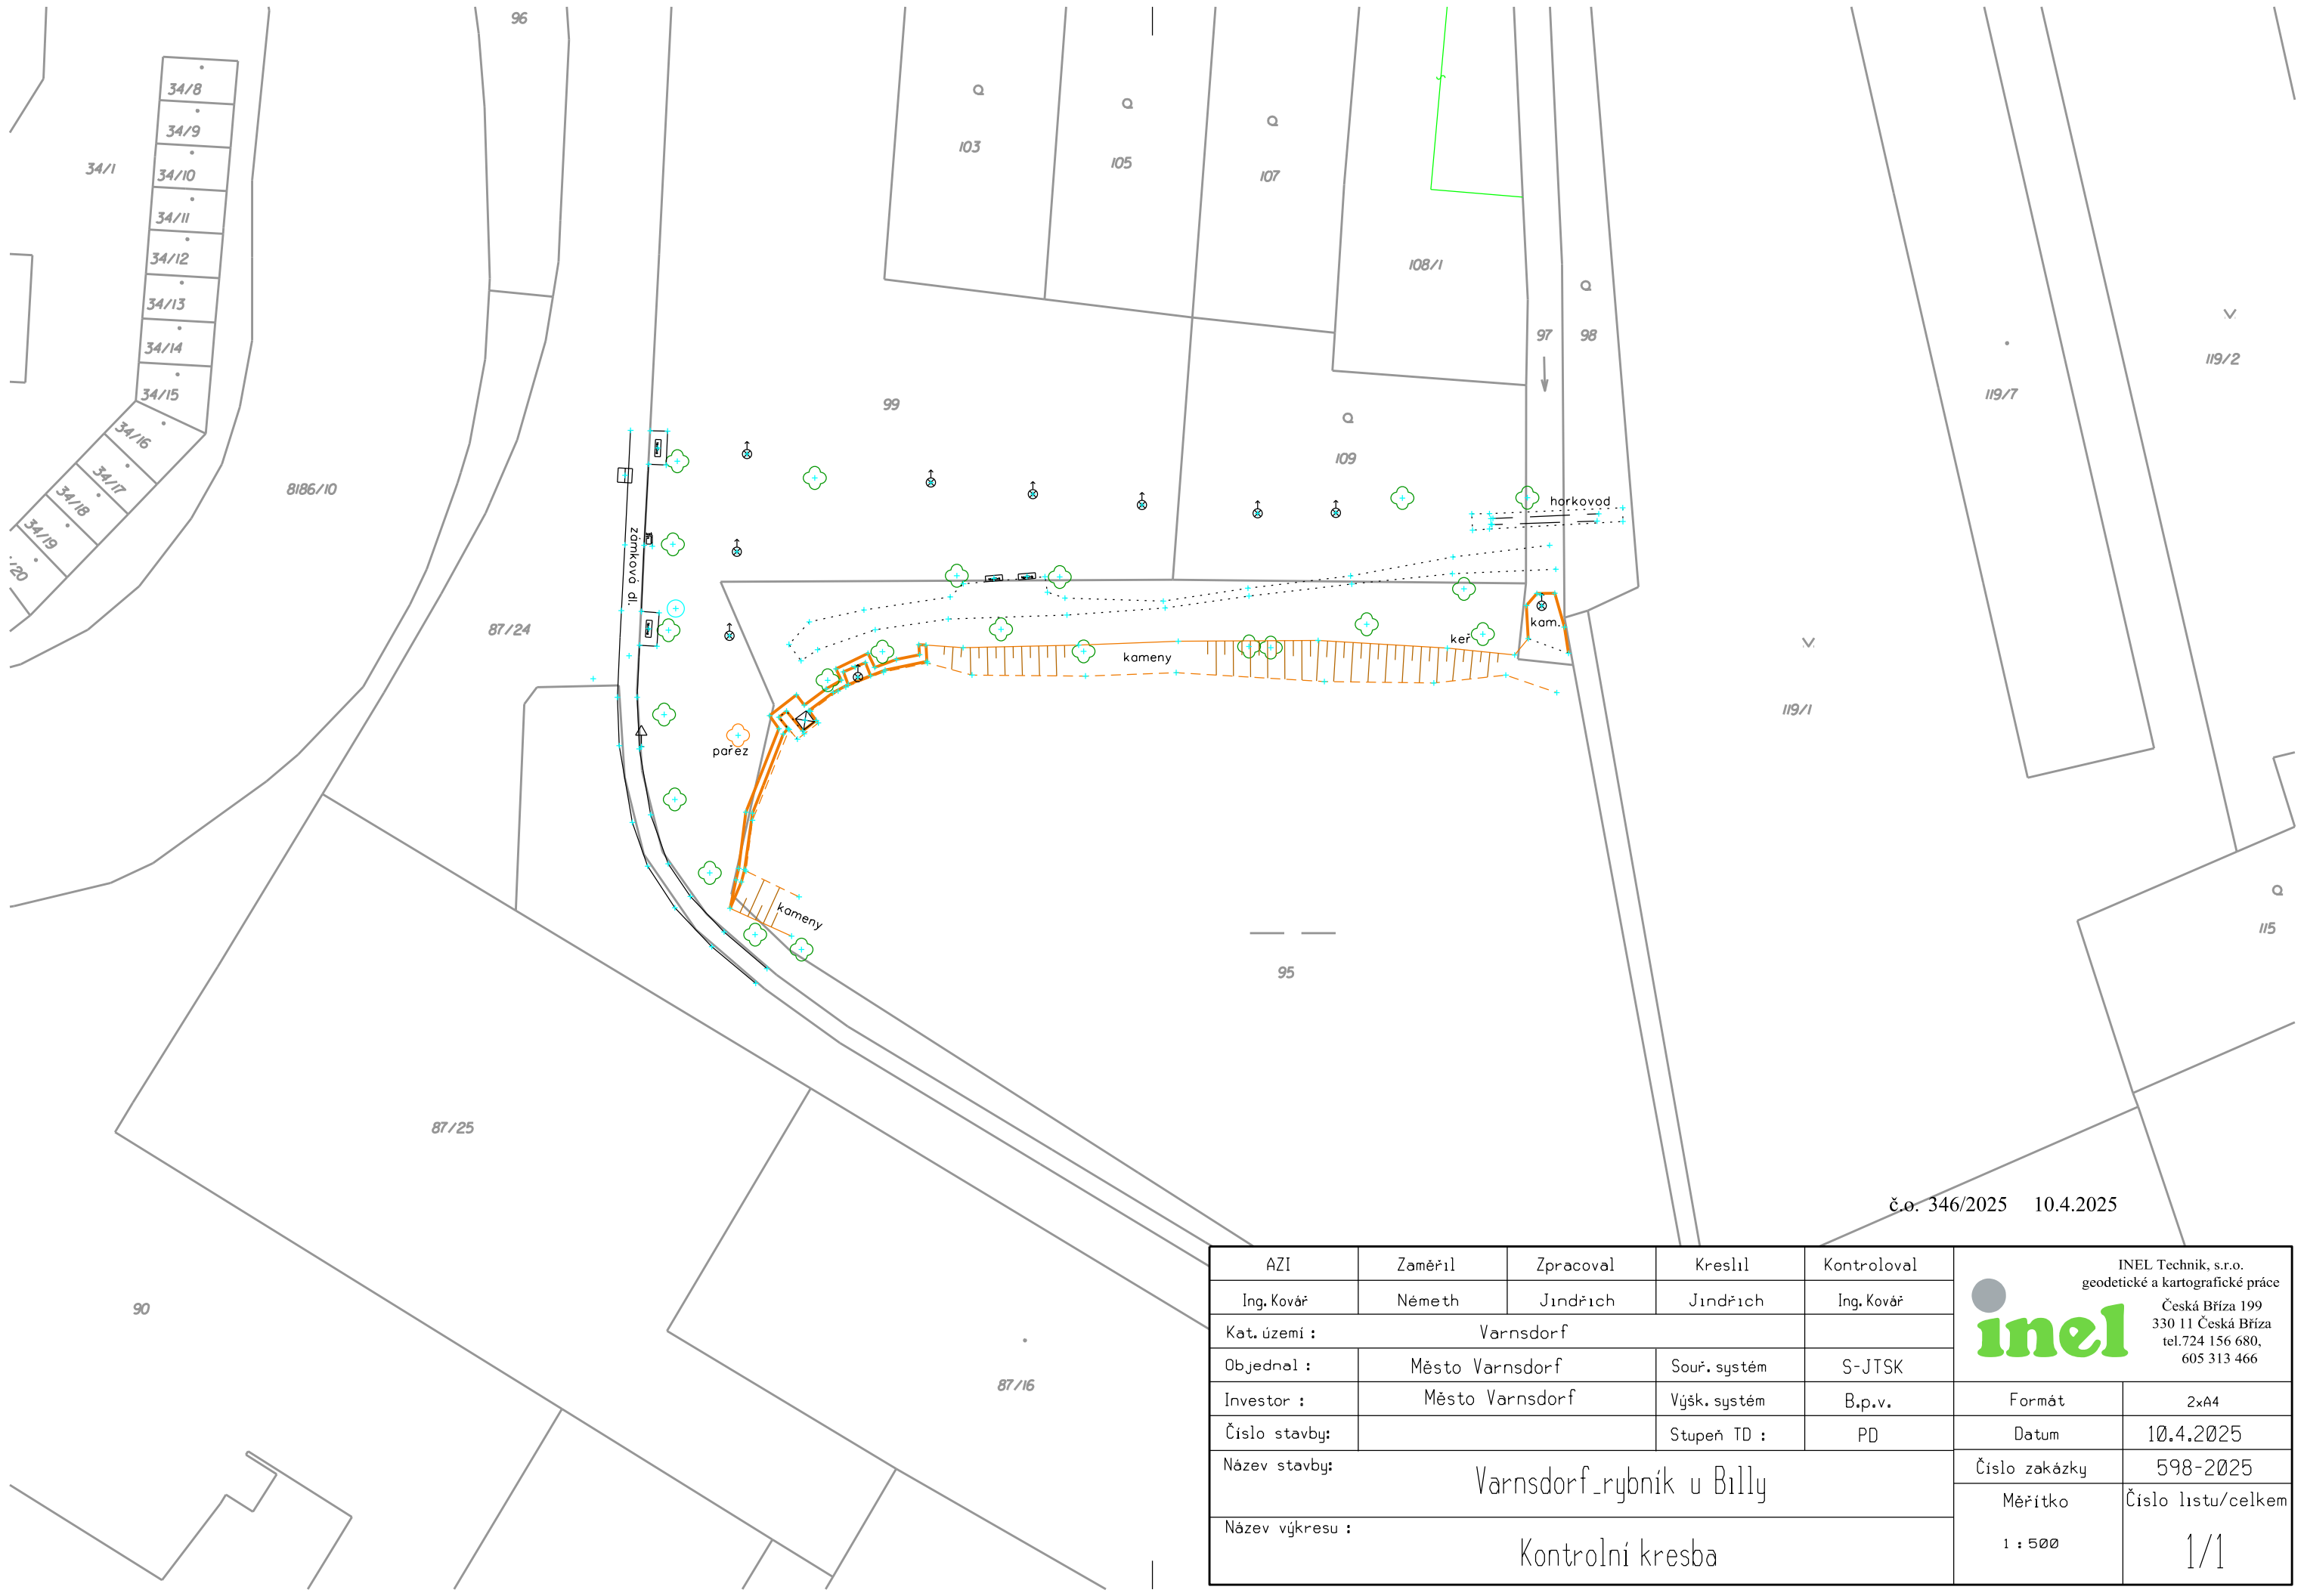 96
34/8
34/9
34/1
34/10
34/11
34/12
34/13
34/14
34/15
34/16
34/17
34/18
34/19
120
8186/10
103
105
107
108/1
97
98
99
109
119/2
119/7
119/1
horkovod
zámková dl.
87/24
kam.
keř
kameny
pařez
kameny
95
115
87/25
90
87/16
č.o. 346/2025 10.4.2025
AZI Zaměřil Zpracoval Kreslil Kontroloval
Ing. Kovář Németh Jindřich Jindřich Ing. Kovář
Kat. území : Varnsdorf
Objednal : Město Varnsdorf Souř. systém S-JTSK
Investor : Město Varnsdorf Výšk. systém B.p.v.
Číslo stavby: Stupeň TD : PD
Název stavby:
Varnsdorf_rybník u Billy
Název výkresu :
Kontrolní kresba
inel
INEL Technik, s.r.o.
geodetické a kartografické práce
Česká Bříza 199
330 11 Česká Bříza
tel.724 156 680,
605 313 466
Formát 2xA4
Datum 10.4.2025
Číslo zakázky 598-2025
Měřítko Číslo listu/celkem
1 : 500 1/1